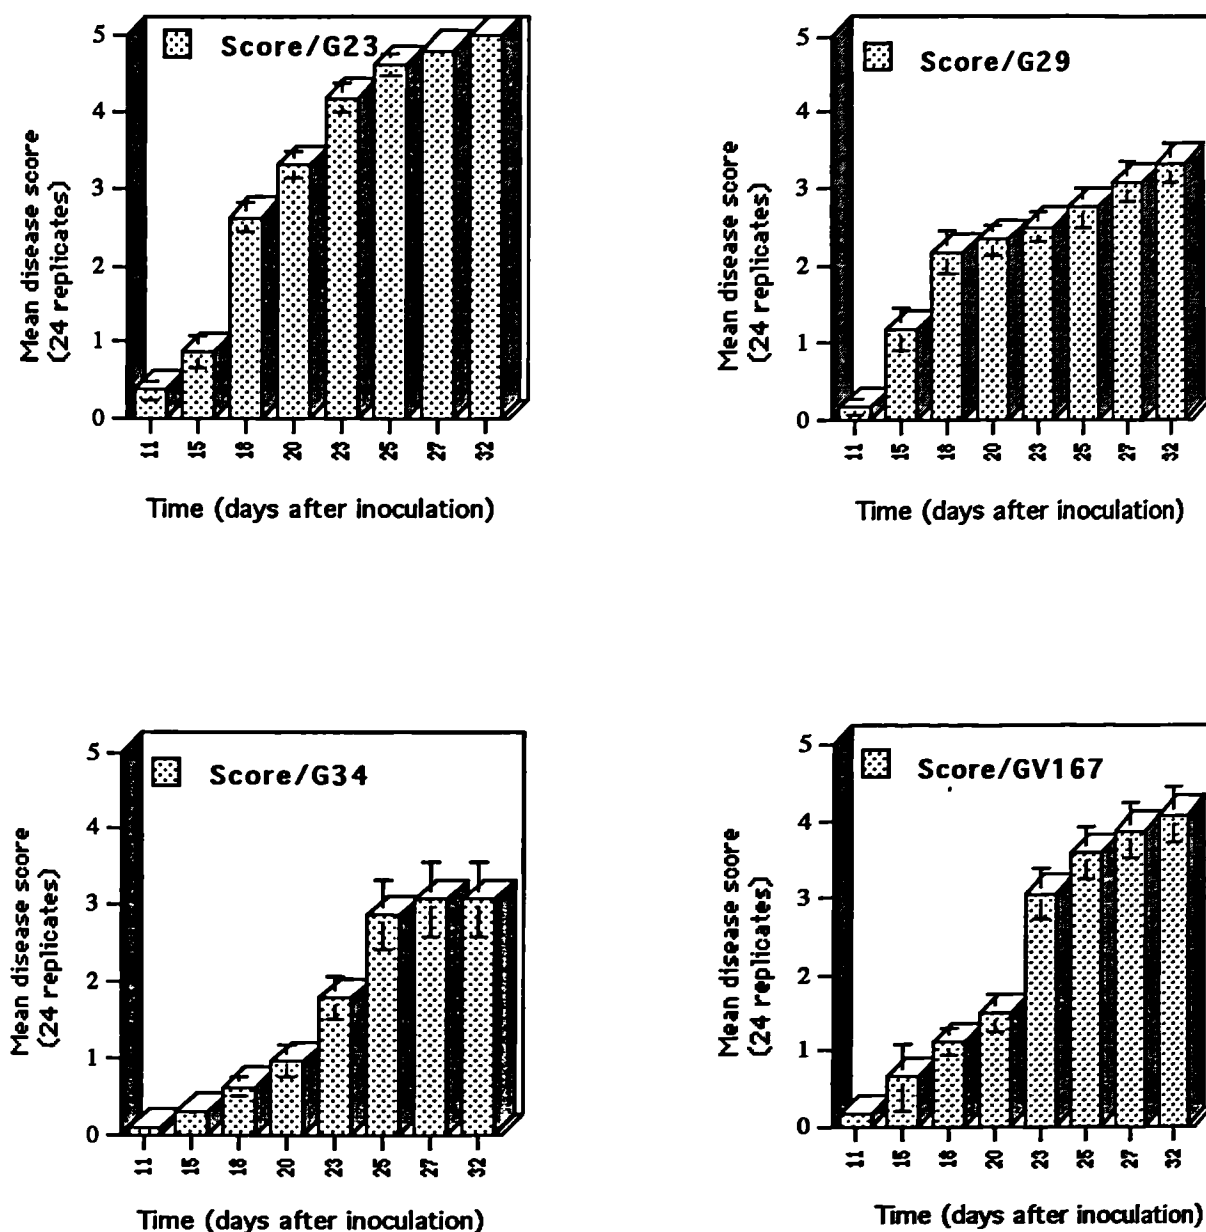 Score/G23
5
4
3
2
1
0
Mean disease score
(24 replicates)
11 15 18 20 23 25 27 32
Time (days after inoculation)
Score/G29
5
4
3
2
1
0
Mean disease score
(24 replicates)
11 15 18 20 23 25 27 32
Time (days after inoculation)
Score/G34
5
4
3
2
1
0
Mean disease score
(24 replicates)
11 15 18 20 23 25 27 32
Time (days after inoculation)
Score/GV167
5
4
3
2
1
0
Mean disease score
(24 replicates)
11 15 18 20 23 25 27 32
Time (days after inoculation)